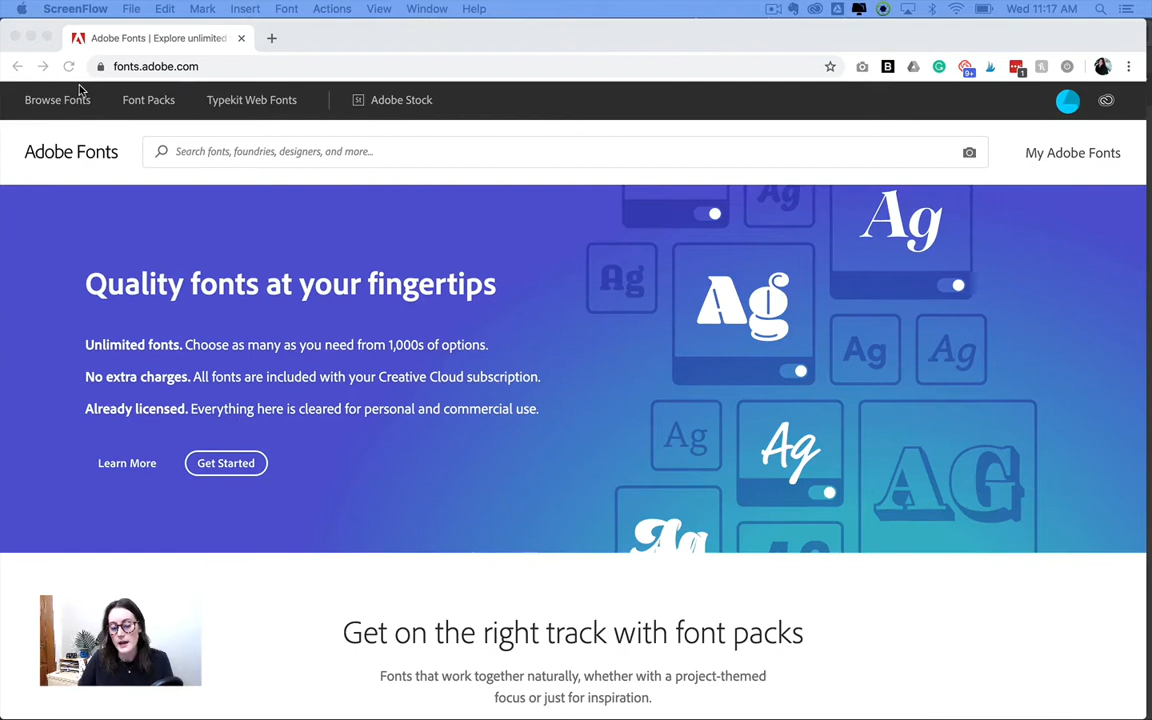 ScreenFlow File Edit Mark Insert Font Actions View Window Help Wed 11:17 AM
Adobe Fonts | Explore unlimited
fonts.adobe.com
B
9+
1
Browse Fonts Font Packs Typekit Web Fonts St Adobe Stock
Adobe Fonts Search fonts, foundries, designers, and more... My Adobe Fonts
Ag Ag
Quality fonts at your fingertips
Ag Ag
Unlimited fonts. Choose as many as you need from 1,000s of options.
Ag Ag
No extra charges. All fonts are included with your Creative Cloud subscription.
Already licensed. Everything here is cleared for personal and commercial use.
Ag Ag AG
Learn More Get Started
Ag AG
Get on the right track with font packs
Fonts that work together naturally, whether with a project-themed
focus or just for inspiration.